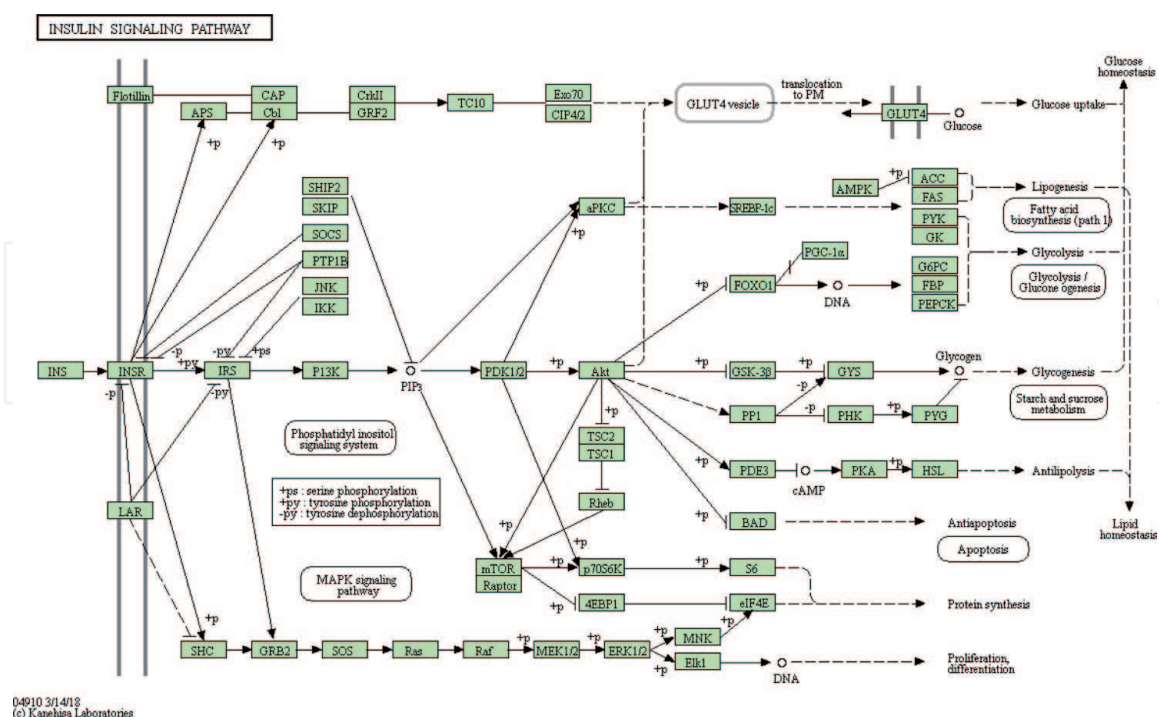 INSULIN SIGNALING PATHWAY
Flotillin
CAP
Cbl
APS
CrkII
GRF2
TC10
Exo70
CIP4/2
GLUT4 vesicle
translocation
to PM
GLUT4
Glucose
Glucose uptake
Glucose
homeostasis
+p
+p
SHIP2
SKIP
SOCS
PTP1B
JNK
IKK
aPKC
+p
SREBP-1c
AMPK
+p
ACC
FAS
PYK
GK
Lipogenesis
Fatty acid
biosynthesis (path 1)
Glycolysis
PGC-1α
FOXO1
+p
DNA
G6PC
FBP
PEPCK
Glycolysis /
Glucone ogenesis
INS
INSR
-p
+py
-p
-py
+ps
IRS
-py
P13K
PIP3
PDK1/2
+p
Akt
+p
GSK-3β
+p
GYS
Glycogen
Glycogenesis
Starch and sucrose
metabolism
PP1
-p
-p
PHK
+p
PYG
+p
TSC2
TSC1
Rheb
+p
PDE3
cAMP
PKA
+p
HSL
Antilipolysis
Lipid
homeostasis
Phosphatidyl inositol
signaling system
+ps : serine phosphorylation
+py : tyrosine phosphorylation
-py : tyrosine dephosphorylation
LAR
+p
+p
BAD
Antiapoptosis
Apoptosis
mTOR
Raptor
+p
p70S6K
+p
S6
+p
4EBP1
+p
eIF4E
Protein synthesis
MAPK signaling
pathway
+p
SHC
GRB2
SOS
Ras
Raf
+p
MEK1/2
+p
ERK1/2
+p
MNK
+p
+p
Elk1
DNA
Proliferation,
differentiation
04910 3/14/18
(c) Kanehisa Laboratories